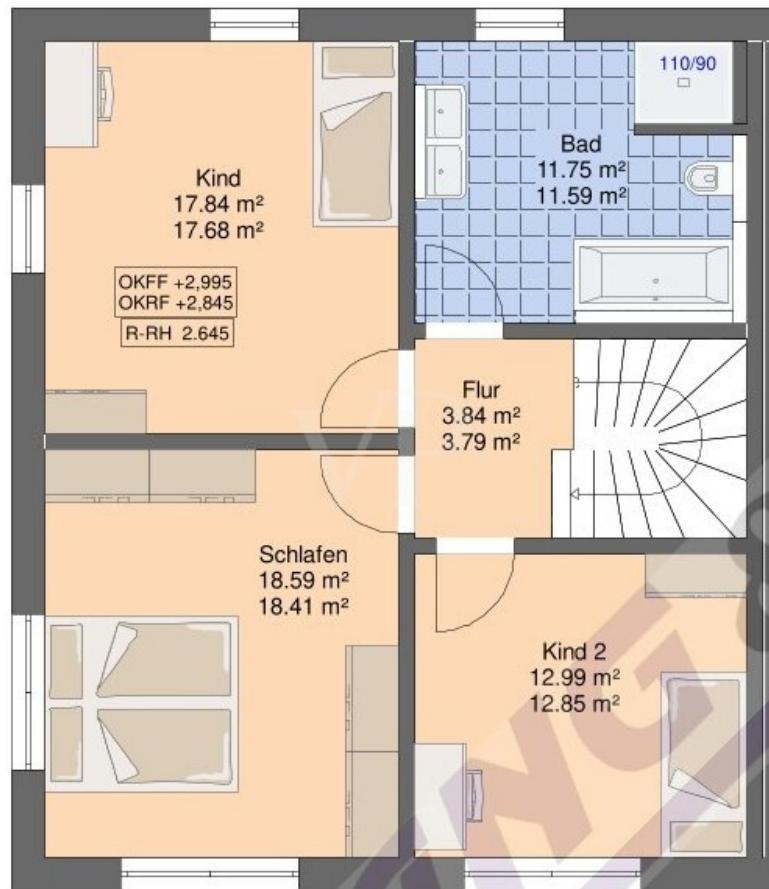 110/90
Bad
11.75 m²
11.59 m²
Kind
17.84 m²
17.68 m²
OKFF +2,995
OKRF +2,845
R-RH 2.645
Flur
3.84 m²
3.79 m²
Schlafen
18.59 m²
18.41 m²
Kind 2
12.99 m²
12.85 m²